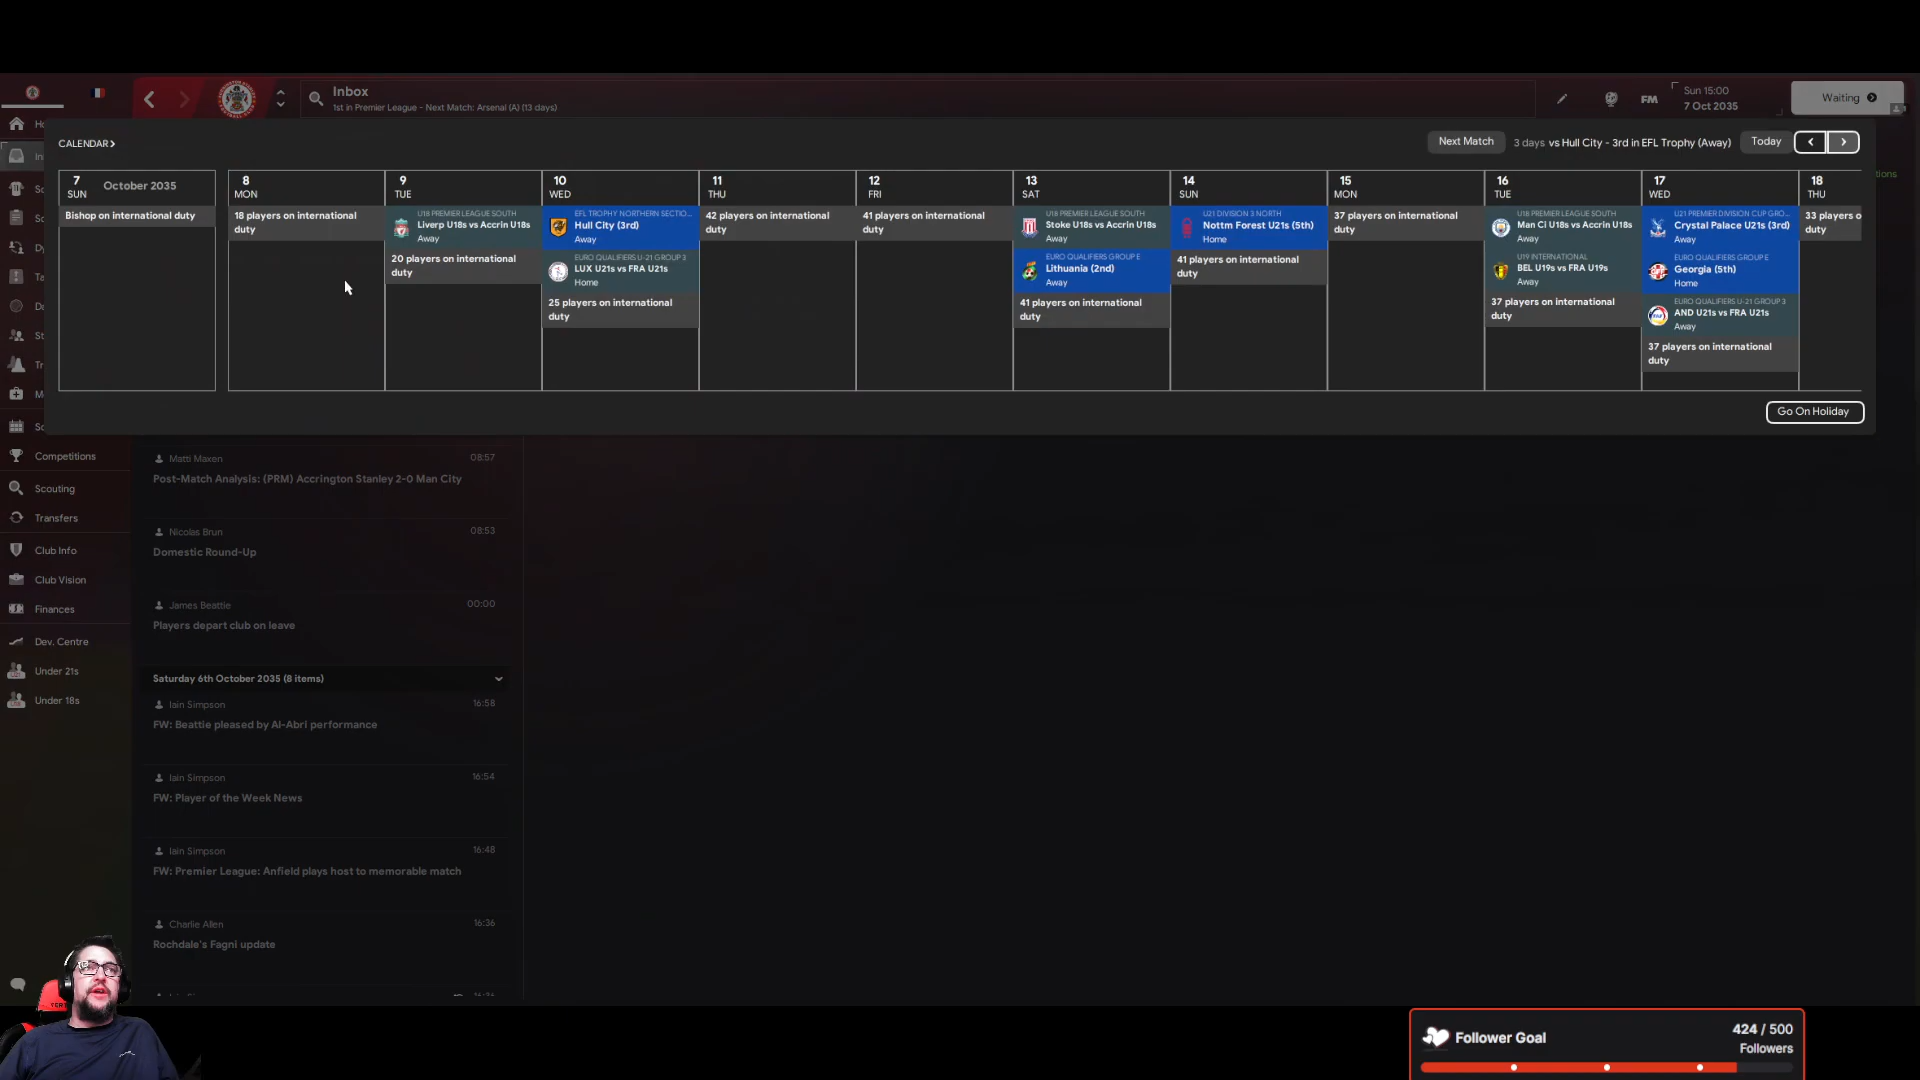 Inbox
1st in Premier League - Next Match: Arsenal (A) (13 days)
FM
Sun 15:00
7 Oct 2035
Waiting
CALENDAR
Next Match
3 days vs Hull City - 3rd in EFL Trophy (Away)
Today
7
SUN
October 2035
Bishop on international duty
8
MON
18 players on international
duty
9
TUE
U18 PREMIER LEAGUE SOUTH
Liverp U18s vs Accrin U18s
Away
20 players on international
duty
10
WED
EFL TROPHY NORTHERN SECTIO...
Hull City (3rd)
Away
EURO QUALIFIERS U-21 GROUP 3
LUX U21s vs FRA U21s
Home
25 players on international
duty
11
THU
42 players on international
duty
12
FRI
41 players on international
duty
13
SAT
U18 PREMIER LEAGUE SOUTH
Stoke U18s vs Accrin U18s
Away
EURO QUALIFIERS GROUP E
Lithuania (2nd)
Away
41 players on international
duty
14
SUN
U21 DIVISION 3 NORTH
Nottm Forest U21s (5th)
Home
41 players on international
duty
15
MON
37 players on international
duty
16
TUE
U18 PREMIER LEAGUE SOUTH
Man Ci U18s vs Accrin U18s
Away
U19 INTERNATIONAL
BEL U19s vs FRA U19s
Away
37 players on international
duty
17
WED
U21 PREMIER DIVISION CUP GRO...
Crystal Palace U21s (3rd)
Away
EURO QUALIFIERS GROUP E
Georgia (5th)
Home
EURO QUALIFIERS U-21 GROUP 3
AND U21s vs FRA U21s
Away
37 players on international
duty
18
THU
33 players o
duty
Go On Holiday
Competitions
Scouting
Transfers
Club Info
Club Vision
Finances
Dev. Centre
Under 21s
Under 18s
Matti Maxen 08:57
Post-Match Analysis: (PRM) Accrington Stanley 2-0 Man City
Nicolas Brun 08:53
Domestic Round-Up
James Beattie 00:00
Players depart club on leave
Saturday 6th October 2035 (8 items)
Iain Simpson 16:58
FW: Beattie pleased by Al-Abri performance
Iain Simpson 16:54
FW: Player of the Week News
Iain Simpson 16:48
FW: Premier League: Anfield plays host to memorable match
Charlie Allen 16:36
Rochdale's Fagni update
Follower Goal
424 / 500
Followers